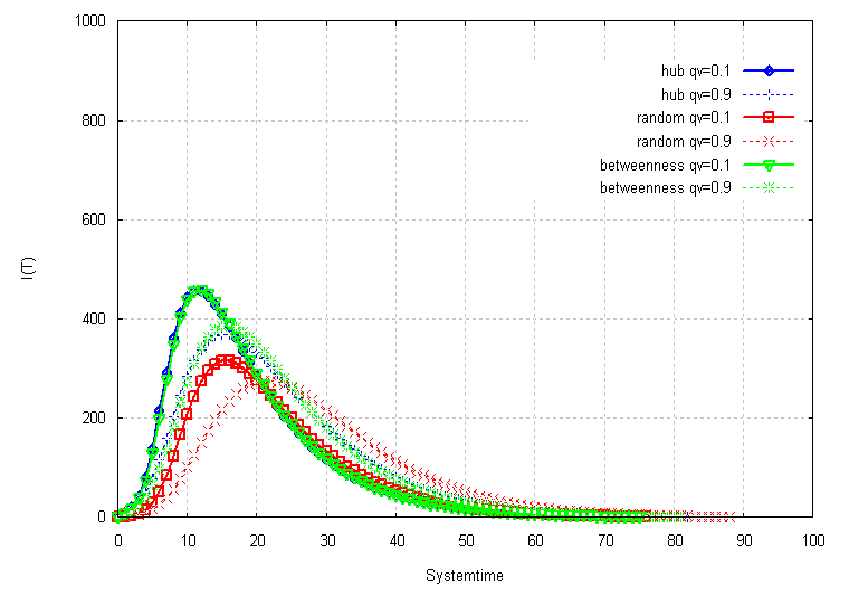 1000
800
600
400
200
0
I(T)
hub qv=0.1
hub qv=0.9
random qv=0.1
random qv=0.9
betweenness qv=0.1
betweenness qv=0.9
0 10 20 30 40 50 60 70 80 90 100
Systemtime